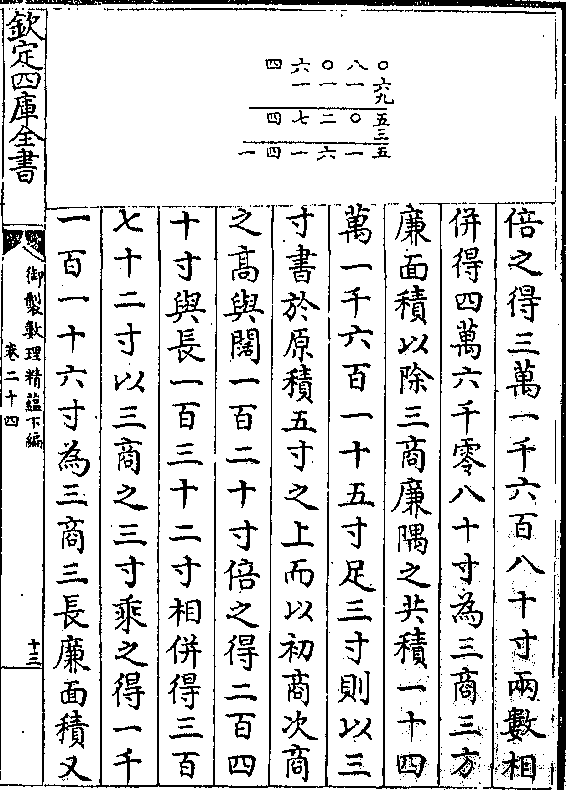 四六〇八〇
一一一六
九
四七二〇五
三
一四一六一五
倍之得三萬一千六百八十寸兩數相
併得四萬六千零八十寸為三商三方
廉面積以除三商廉隅之共積一十四
萬一千六百一十五寸足三寸則以三
寸書於原積五寸之上而以初商次商
之高與闊一百二十寸倍之得二百四
十寸與長一百三十二寸相併得三百
七十二寸以三商之三寸乘之得一千
一百一十六寸為三商三長廉面積又
欽定四庫全書
御製數理精蘊下編
卷二十四
十三